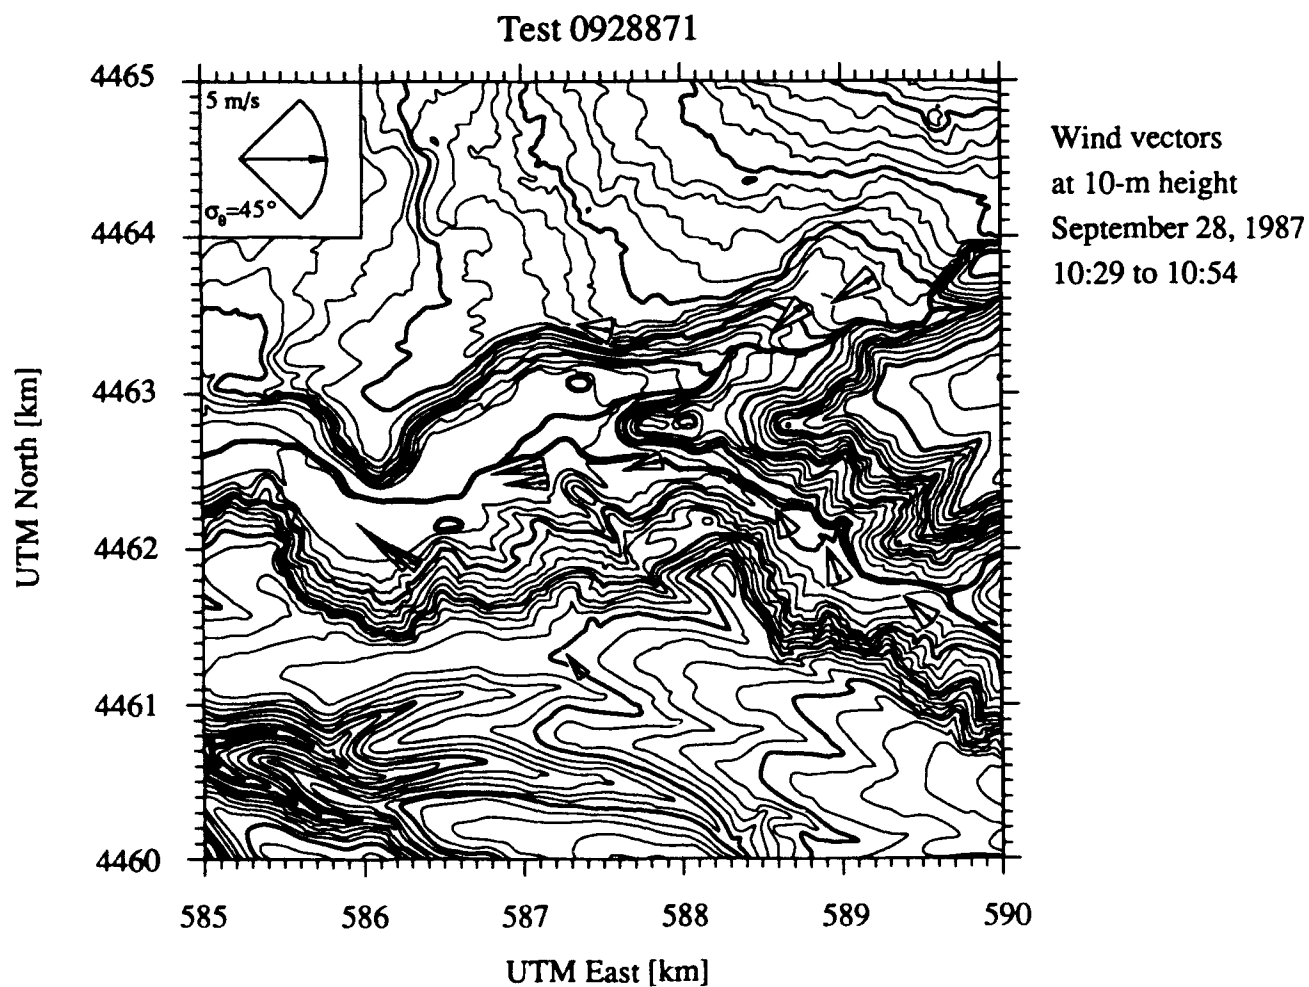 Test 0928871
4465
5 m/s
σθ=45°
4464
4463
4462
4461
4460
585 586 587 588 589 590
UTM East [km]
UTM North [km]
Wind vectors
at 10-m height
September 28, 1987
10:29 to 10:54